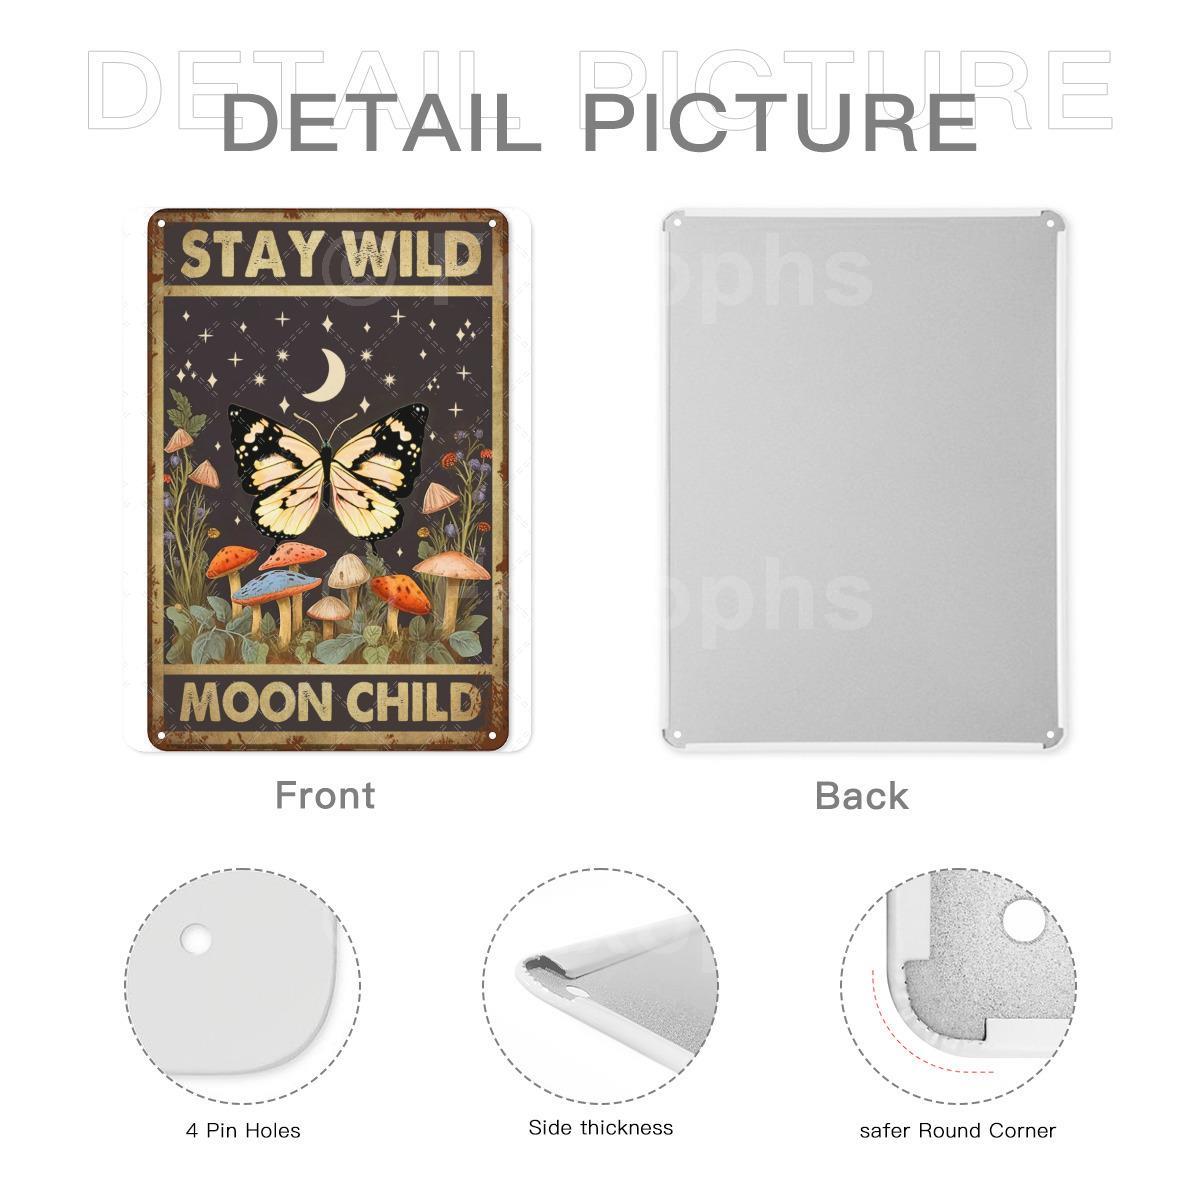 DETAIL PICTURE
DETAIL PICTURE
STAY WILD
MOON CHILD
Front
Back
4 Pin Holes
Side thickness
safer Round Corner